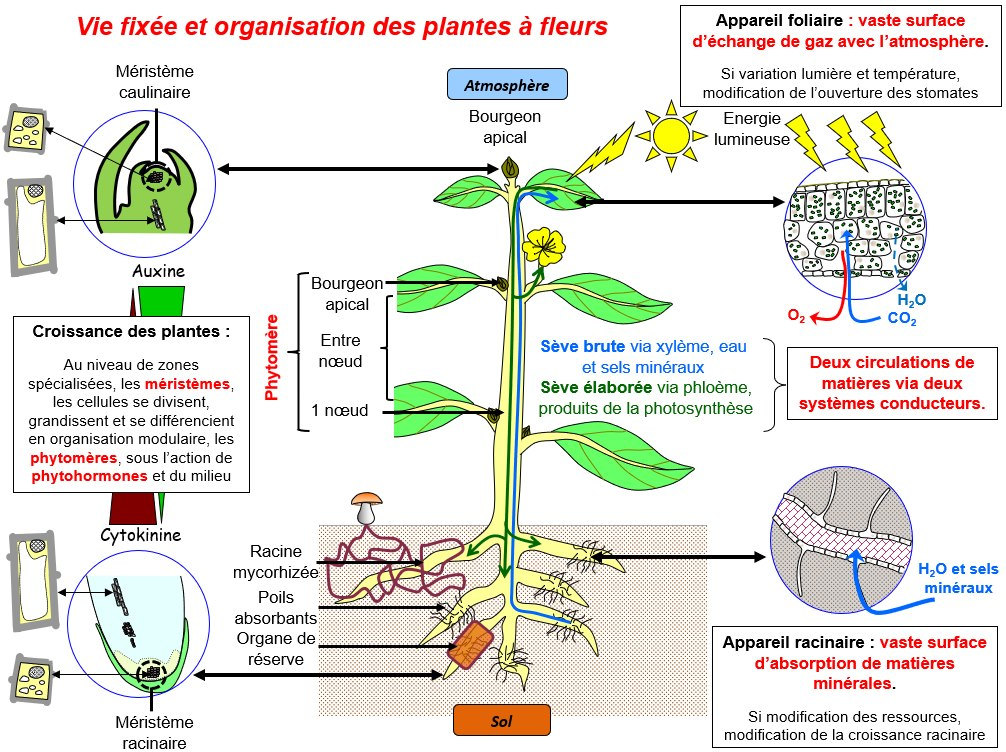 Vie fixée et organisation des plantes à fleurs
Appareil foliaire : vaste surface
d'échange de gaz avec l'atmosphère.
Si variation lumière et température,
modification de l'ouverture des stomates
Méristème
caulinaire
Atmosphère
Bourgeon
apical
Energie
lumineuse
Auxine
H2O
O2
CO2
Croissance des plantes :
Au niveau de zones
spécialisées, les méristèmes,
les cellules se divisent,
grandissent et se différencient
en organisation modulaire, les
phytomères, sous l'action de
phytohormones et du milieu
Cytokinine
Phytomère
Bourgeon
apical
Entre
nœud
1 nœud
Sève brute via xylème, eau
et sels minéraux
Sève élaborée via phloème,
produits de la photosynthèse
Deux circulations de
matières via deux
systèmes conducteurs.
Racine
mycorhizée
Poils
absorbants
Organe de
réserve
H2O et sels
minéraux
Méristème
racinaire
Sol
Appareil racinaire : vaste surface
d'absorption de matières
minérales.
Si modification des ressources,
modification de la croissance racinaire